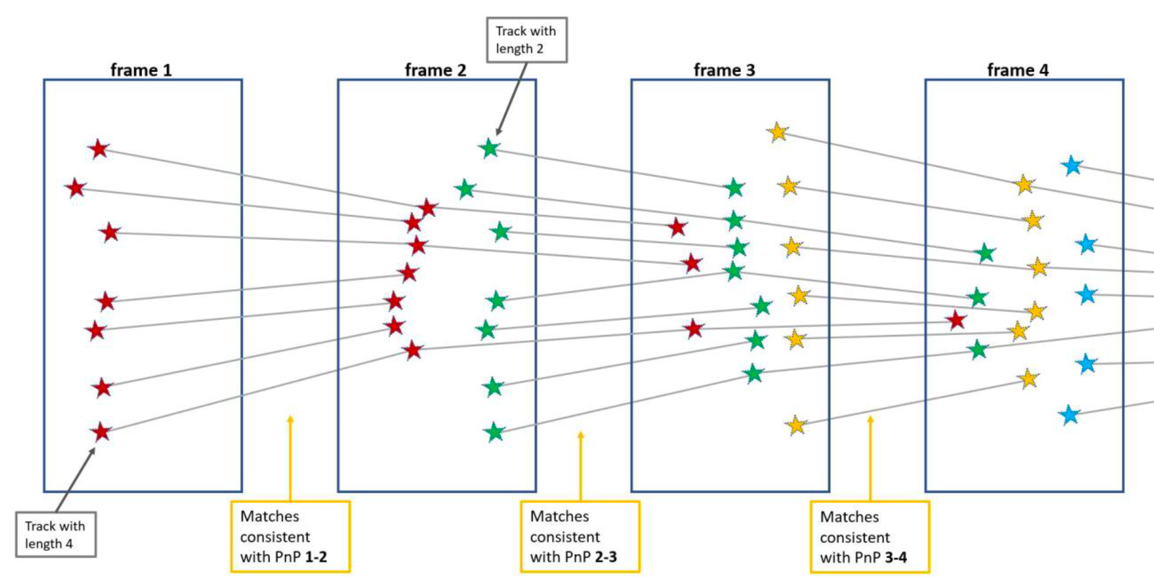 Track with
length 2
frame 1
frame 2
frame 3
frame 4
Track with
length 4
Matches
consistent
with PnP 1-2
Matches
consistent
with PnP 2-3
Matches
consistent
with PnP 3-4